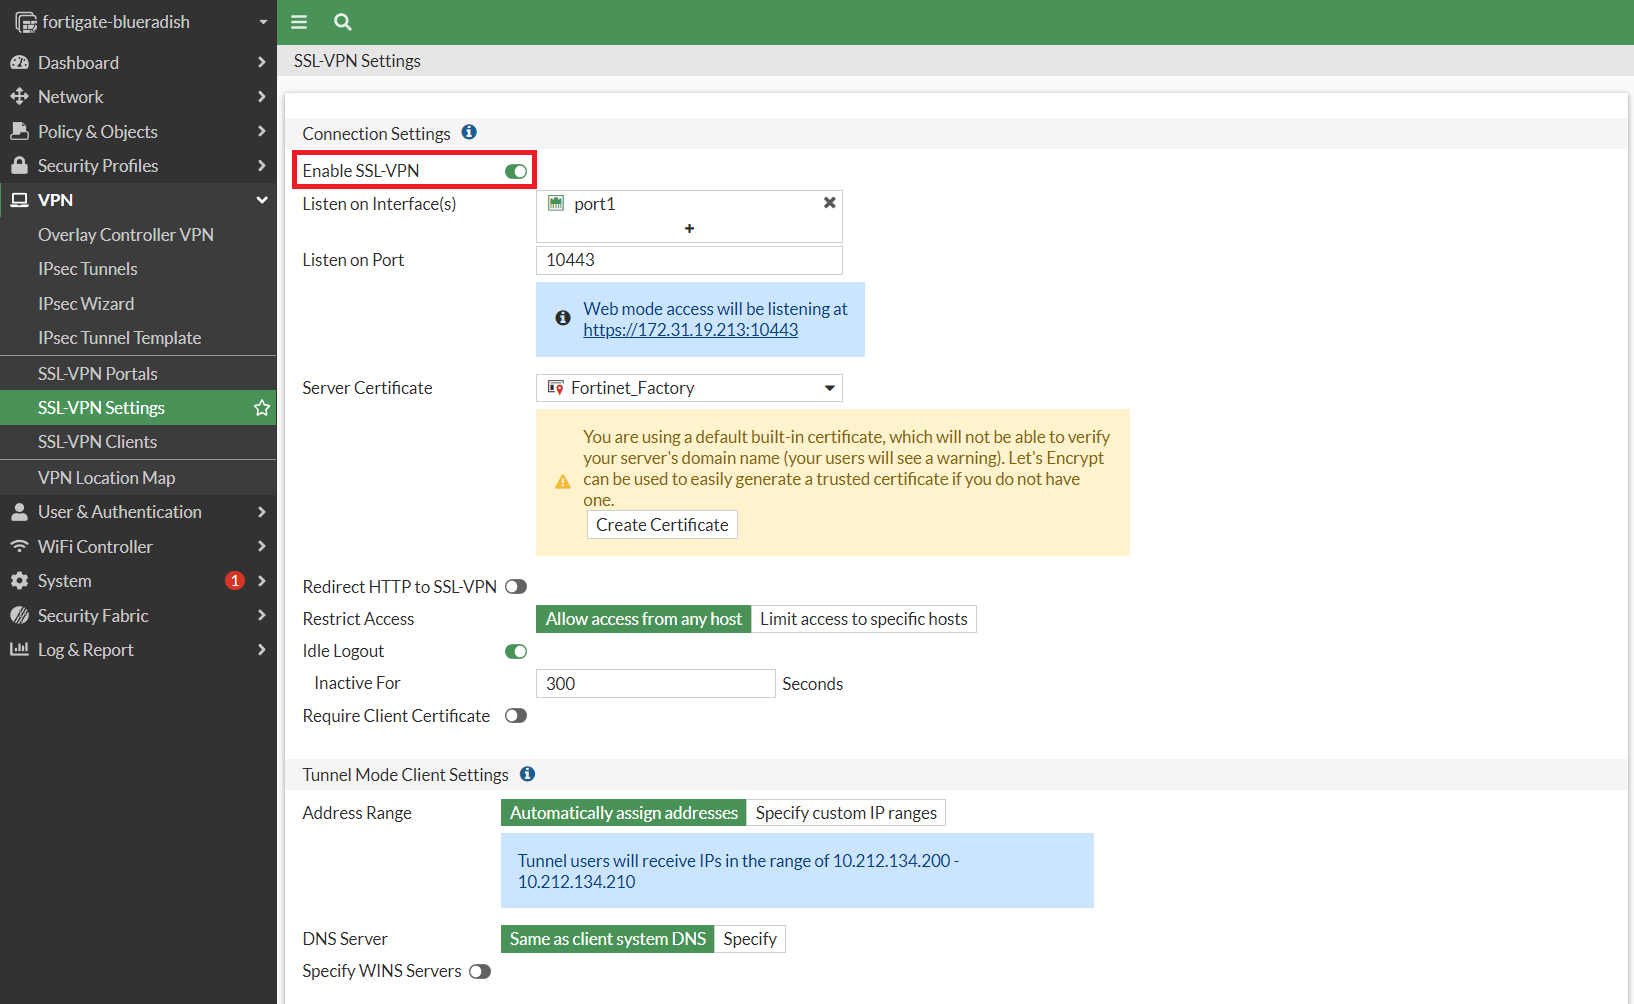 fortigate-blueradish
Dashboard
Network
Policy & Objects
Security Profiles
VPN
Overlay Controller VPN
IPsec Tunnels
IPsec Wizard
IPsec Tunnel Template
SSL-VPN Portals
SSL-VPN Settings
SSL-VPN Clients
VPN Location Map
User & Authentication
WiFi Controller
System 1
Security Fabric
Log & Report
SSL-VPN Settings
Connection Settings
Enable SSL-VPN
Listen on Interface(s) port1
Listen on Port 10443
Web mode access will be listening at
https://172.31.19.213:10443
Server Certificate Fortinet_Factory
You are using a default built-in certificate, which will not be able to verify
your server's domain name (your users will see a warning). Let's Encrypt
can be used to easily generate a trusted certificate if you do not have
one.
Create Certificate
Redirect HTTP to SSL-VPN
Restrict Access Allow access from any host Limit access to specific hosts
Idle Logout
Inactive For 300 Seconds
Require Client Certificate
Tunnel Mode Client Settings
Address Range Automatically assign addresses Specify custom IP ranges
Tunnel users will receive IPs in the range of 10.212.134.200 -
10.212.134.210
DNS Server Same as client system DNS Specify
Specify WINS Servers